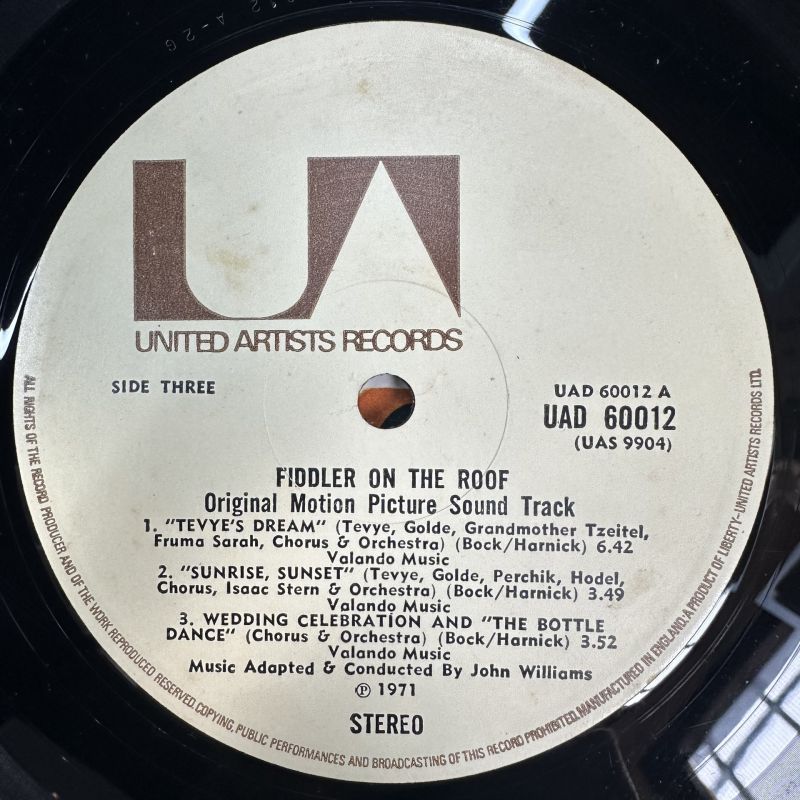 UA
UNITED ARTISTS RECORDS
SIDE THREE
UAD 60012 A
UAD 60012
(UAS 9904)
FIDDLER ON THE ROOF
Original Motion Picture Sound Track
1. "TEVYE'S DREAM" (Tevye, Golde, Grandmother Tzeitel,
Fruma Sarah, Chorus & Orchestra) (Bock/Harnick) 6.42
Valando Music
2. "SUNRISE, SUNSET" (Tevye, Golde, Perchik, Hodel,
Chorus, Isaac Stern & Orchestra) (Bock/Harnick) 3.49
Valando Music
3. WEDDING CELEBRATION AND "THE BOTTLE
DANCE" (Chorus & Orchestra) (Bock/Harnick) 3.52
Valando Music
Music Adapted & Conducted By John Williams
℗ 1971
STEREO
ALL RIGHTS OF THE RECORD PRODUCER AND OF THE WORK REPRODUCED RESERVED. COPYING, PUBLIC PERFORMANCES AND BROADCASTING OF THIS RECORD PROHIBITED. MANUFACTURED IN ENGLAND. A PRODUCT OF LIBERTY-UNITED ARTISTS RECORDS LTD.